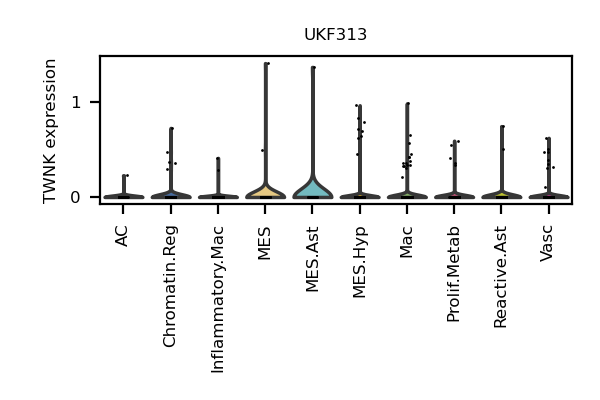 UKF313
TWNK expression
1
0
AC
Chromatin.Reg
Inflammatory.Mac
MES
MES.Ast
MES.Hyp
Mac
Prolif.Metab
Reactive.Ast
Vasc